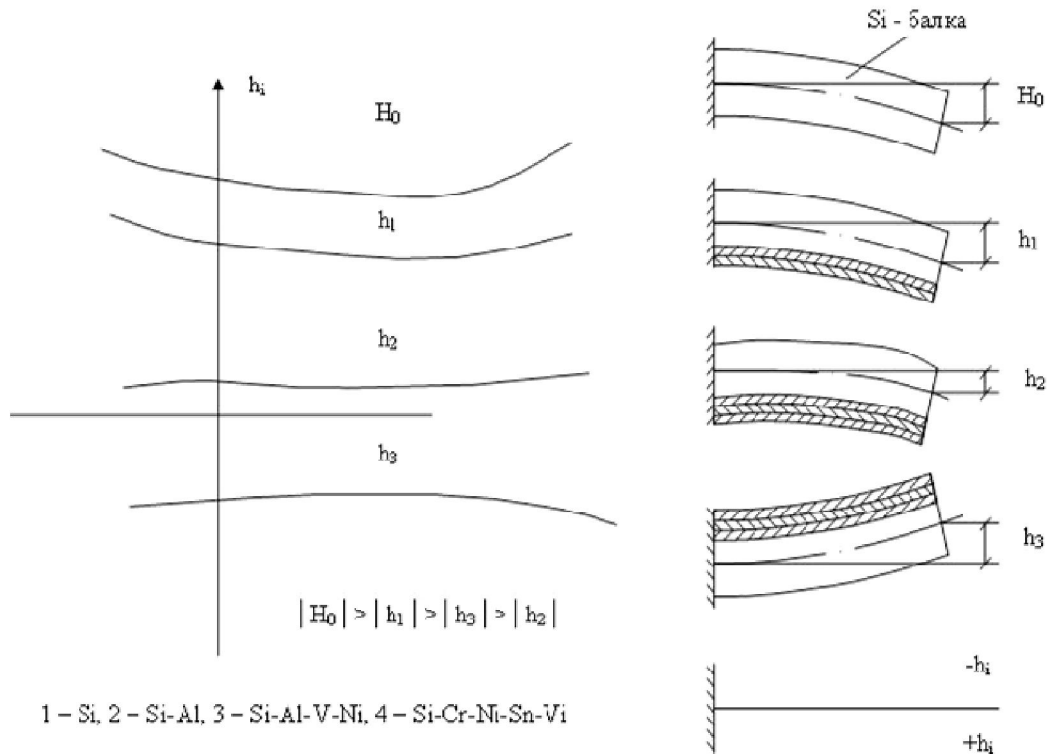 Si - балка
hᵢ
H₀
h₁
h₂
h₃
H₀
h₁
h₂
h₃
|H₀| > |h₁| > |h₃| > |h₂|
-hᵢ
+hᵢ
1 – Si, 2 – Si-Al, 3 – Si-Al-V-Ni, 4 – Si-Cr-Ni-Sn-Vi